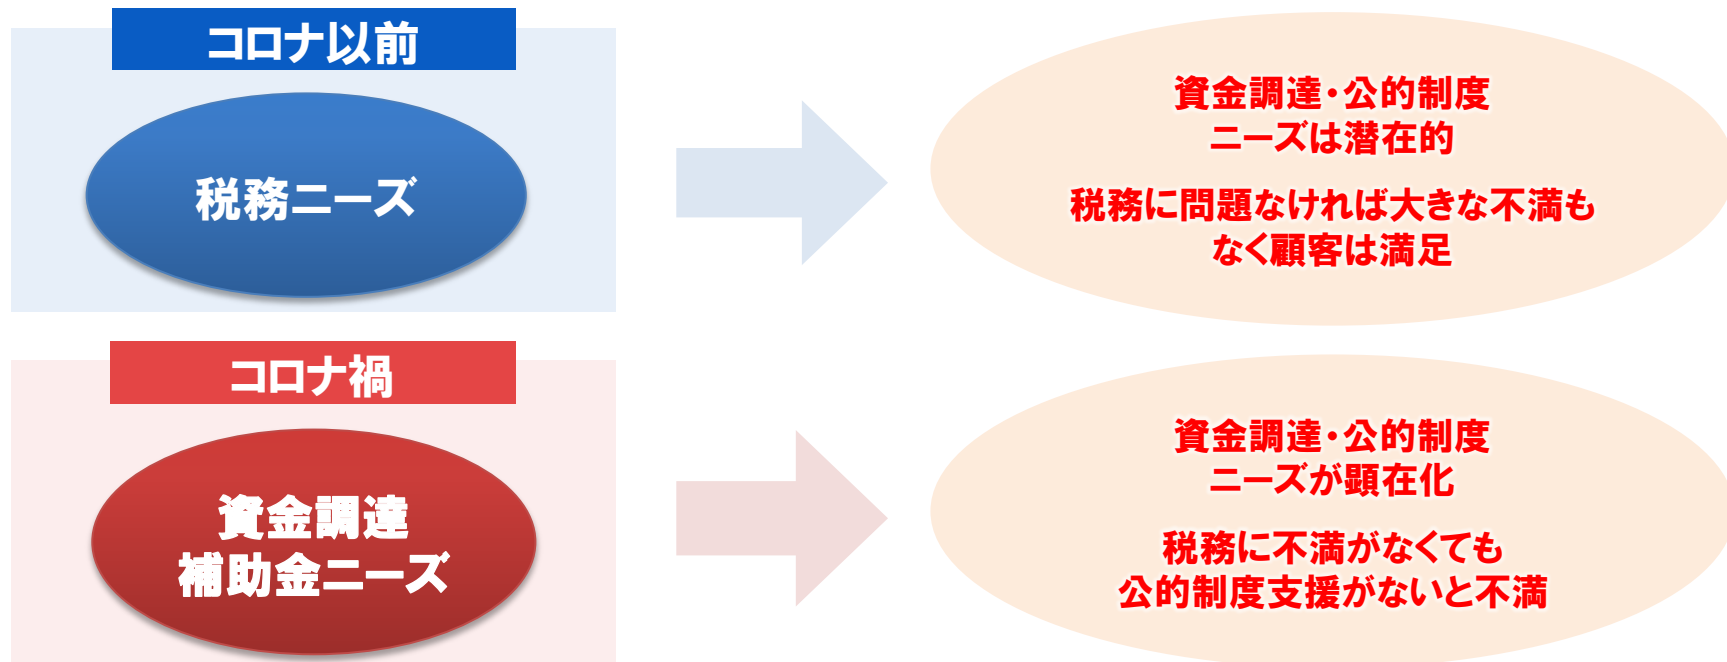 コロナ以前
税務ニーズ
資金調達・公的制度
ニーズは潜在的
税務に問題なければ大きな不満も
なく顧客は満足
コロナ禍
資金調達
補助金ニーズ
資金調達・公的制度
ニーズが顕在化
税務に不満がなくても
公的制度支援がないと不満